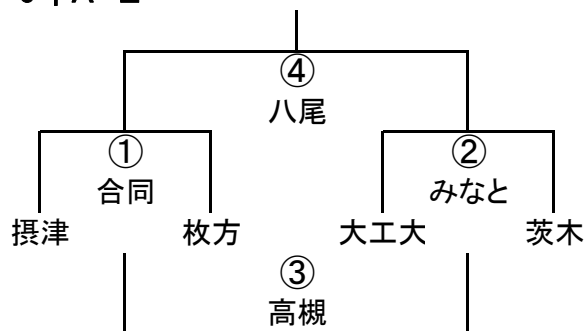 ④
八尾
① ②
合同 みなと
摂津 枚方 大工大 茨木
③
高槻